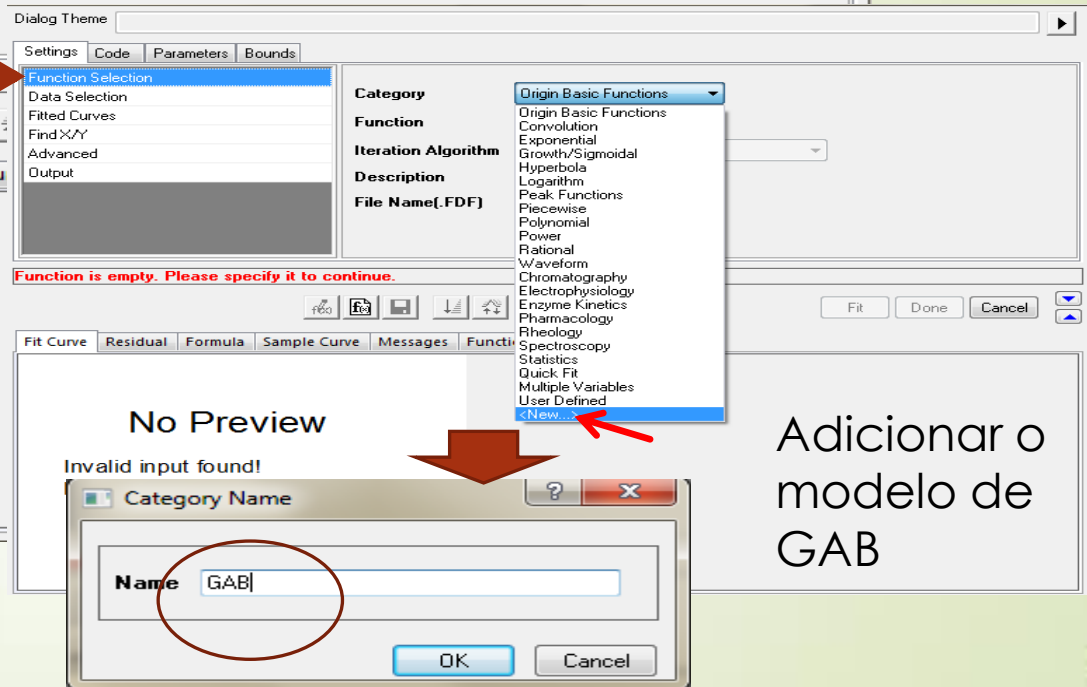 Dialog Theme
Settings Code Parameters Bounds
Function Selection
Data Selection
Fitted Curves
Find X/Y
Advanced
Output
Category Origin Basic Functions
Function
Iteration Algorithm
Description
File Name(.FDF)
Origin Basic Functions
Convolution
Exponential
Growth/Sigmoidal
Hyperbola
Logarithm
Peak Functions
Piecewise
Polynomial
Power
Rational
Waveform
Chromatography
Electrophysiology
Enzyme Kinetics
Pharmacology
Rheology
Spectroscopy
Statistics
Quick Fit
Multiple Variables
User Defined
<New...>
Function is empty. Please specify it to continue.
Fit Done Cancel
Fit Curve Residual Formula Sample Curve Messages Functi
No Preview
Invalid input found!
Category Name
Name GAB
OK Cancel
Adicionar o
modelo de
GAB